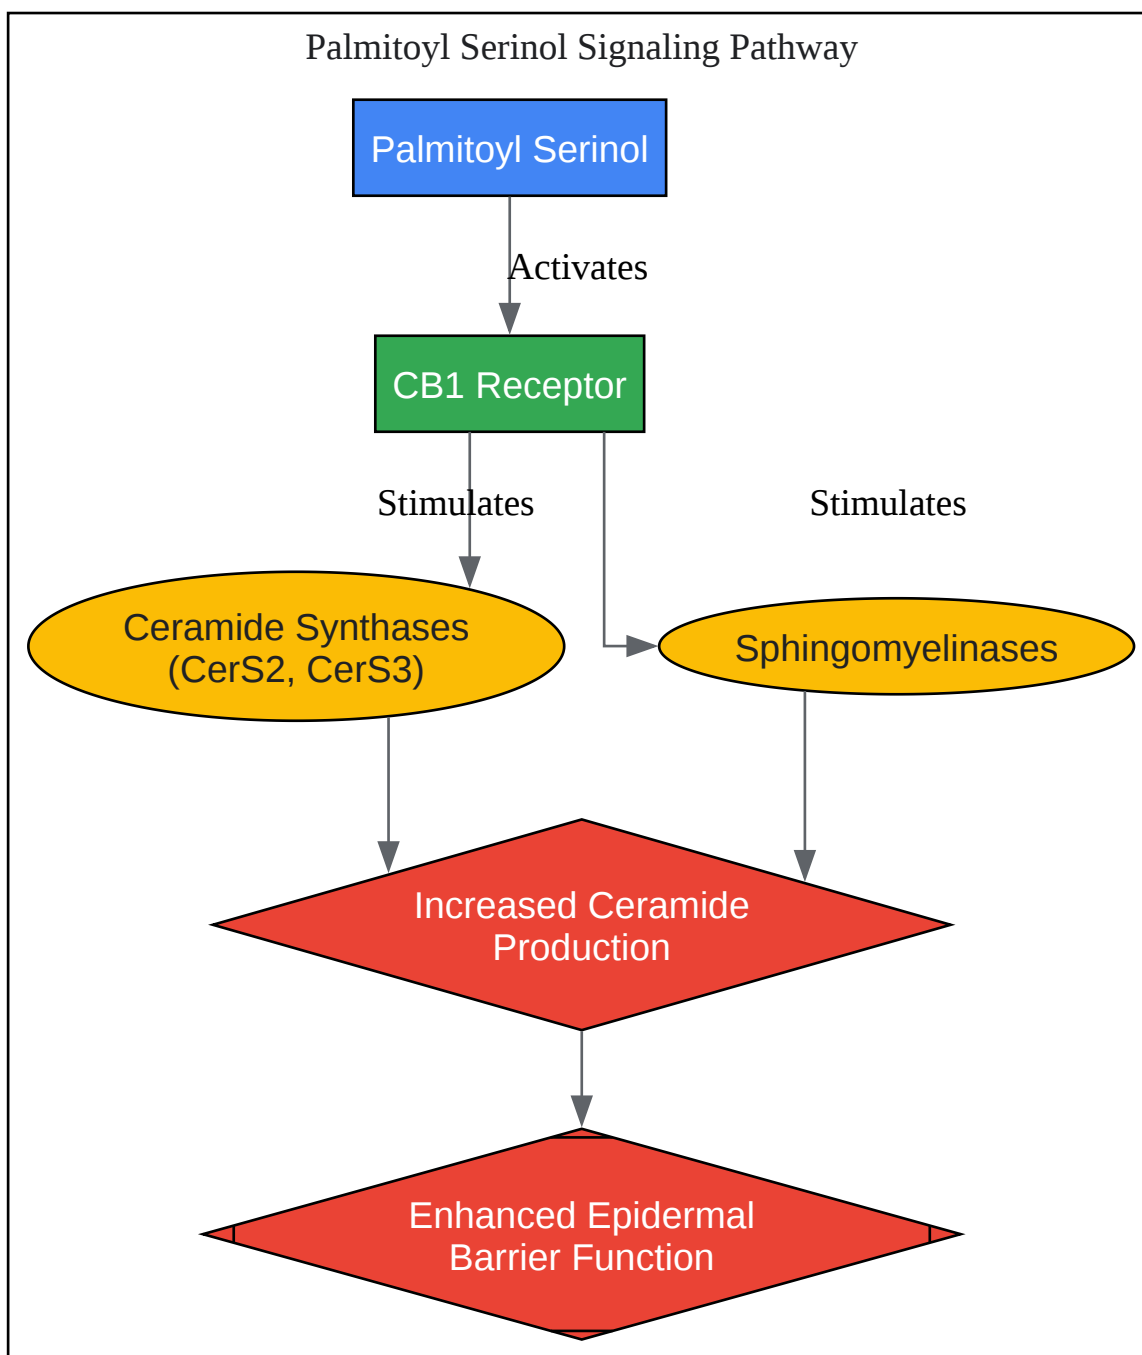 Palmitoyl Serinol Signaling Pathway
Palmitoyl Serinol
Activates
CB1 Receptor
Stimulates
Stimulates
Ceramide Synthases
(CerS2, CerS3)
Sphingomyelinases
Increased Ceramide
Production
Enhanced Epidermal
Barrier Function